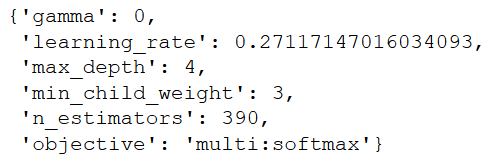 {'gamma': 0,
 'learning_rate': 0.27117147016034093,
 'max_depth': 4,
 'min_child_weight': 3,
 'n_estimators': 390,
 'objective': 'multi:softmax'}